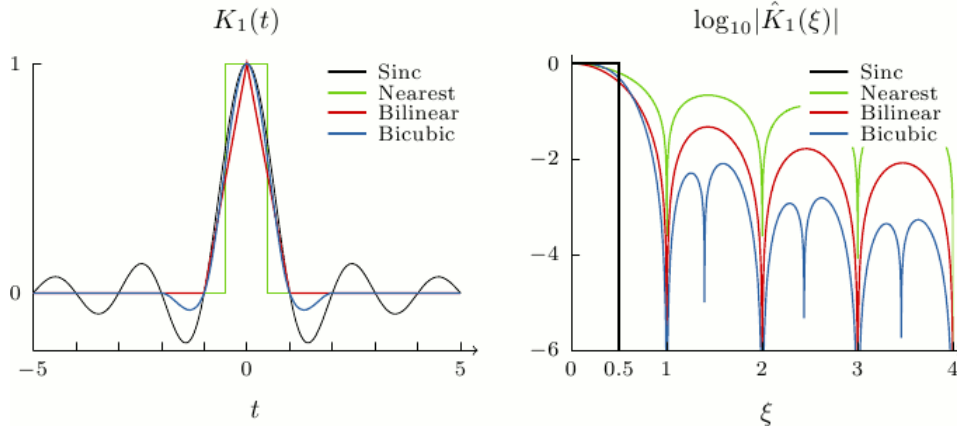 K₁(t)
1
0
Sinc
Nearest
Bilinear
Bicubic
−5
0
5
t
log₁₀|K̂₁(ξ)|
0
−2
−4
−6
Sinc
Nearest
Bilinear
Bicubic
0
0.5
1
2
3
4
ξ